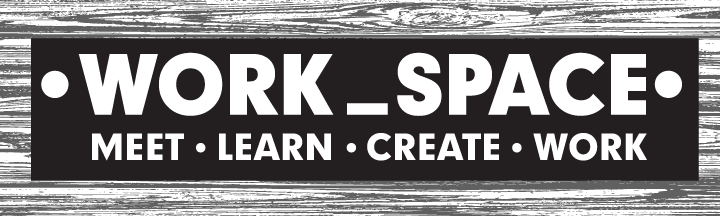 •WORK_SPACE•
MEET • LEARN • CREATE • WORK